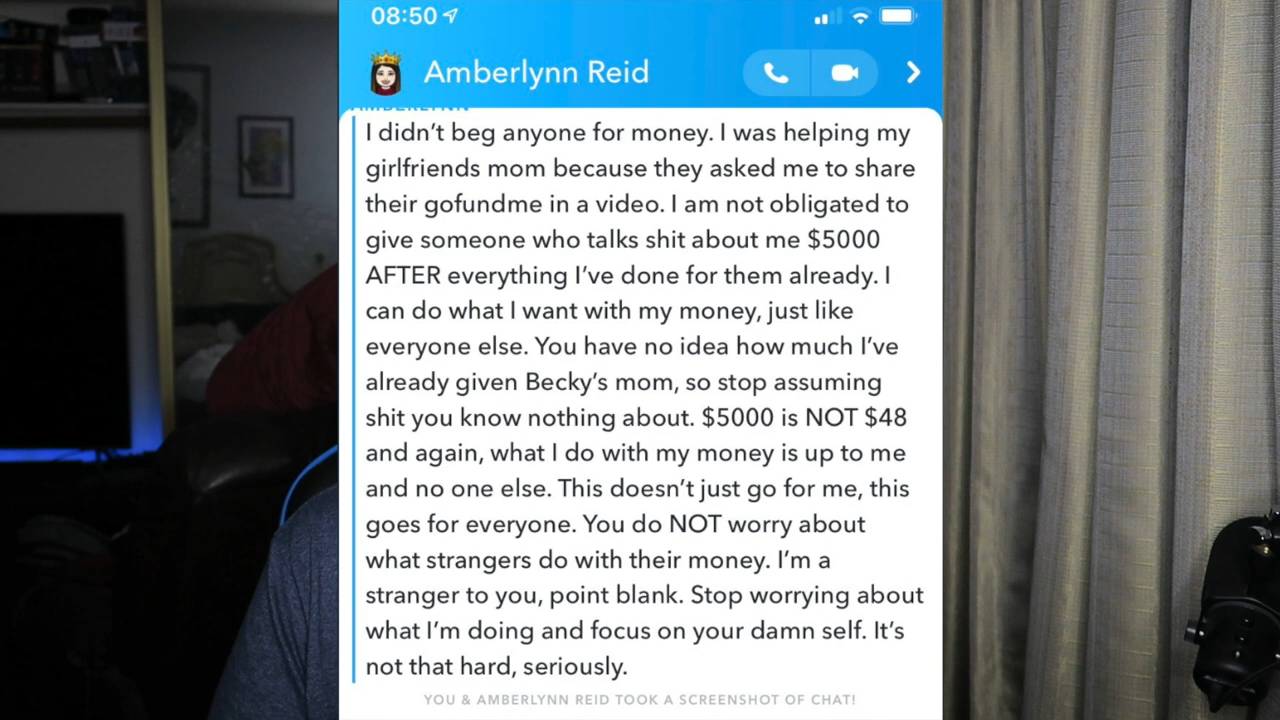 08:50
Amberlynn Reid
AMBERLYNN
I didn't beg anyone for money. I was helping my
girlfriends mom because they asked me to share
their gofundme in a video. I am not obligated to
give someone who talks shit about me $5000
AFTER everything I've done for them already. I
can do what I want with my money, just like
everyone else. You have no idea how much I've
already given Becky's mom, so stop assuming
shit you know nothing about. $5000 is NOT $48
and again, what I do with my money is up to me
and no one else. This doesn't just go for me, this
goes for everyone. You do NOT worry about
what strangers do with their money. I'm a
stranger to you, point blank. Stop worrying about
what I'm doing and focus on your damn self. It's
not that hard, seriously.
YOU & AMBERLYNN REID TOOK A SCREENSHOT OF CHAT!